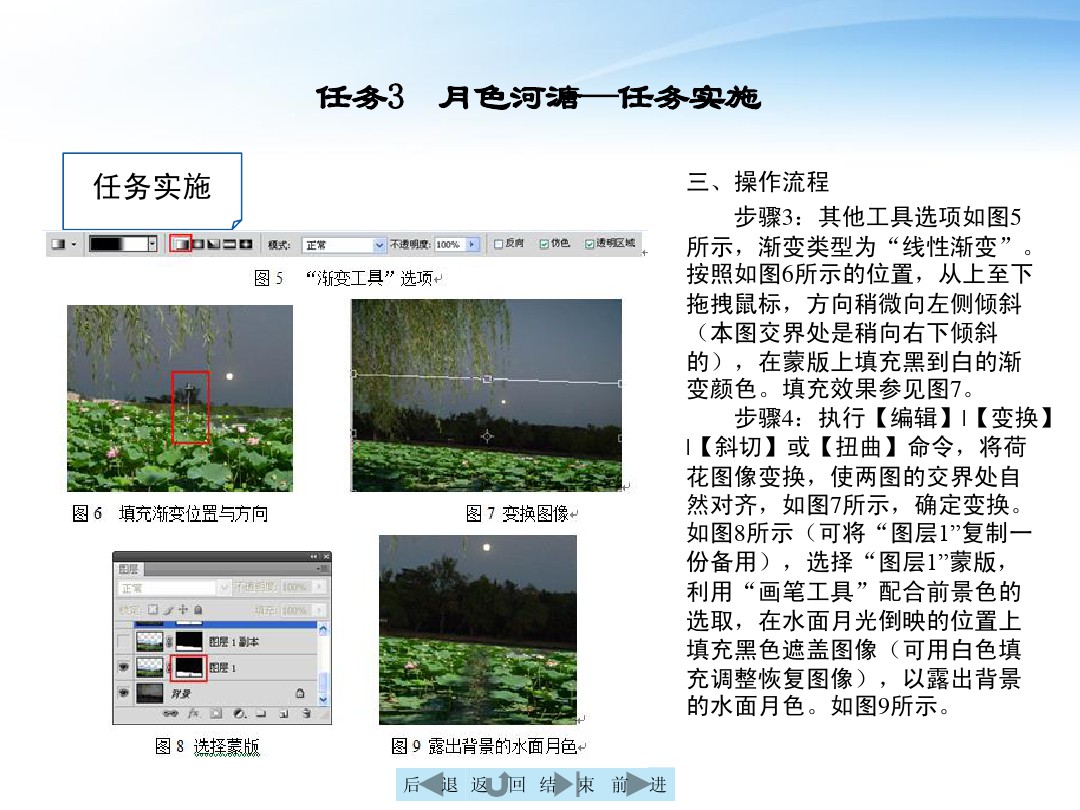 任务3　月色河溏—任务实施
任务实施
模式: 正常 不透明度: 100% 反向 仿色 透明区域
图 5　“渐变工具”选项
图 6　填充渐变位置与方向
图 7 变换图像
图层
正常 不透明度: 100%
锁定: 填充: 100%
图层 1 副本
图层 1
背景
图 8　选择蒙版
图 9 露出背景的水面月色
三、操作流程
步骤3：其他工具选项如图5
所示，渐变类型为“线性渐变”。
按照如图6所示的位置，从上至下
拖拽鼠标，方向稍微向左侧倾斜
（本图交界处是稍向右下倾斜
的），在蒙版上填充黑到白的渐
变颜色。填充效果参见图7。
步骤4：执行【编辑】|【变换】
|【斜切】或【扭曲】命令，将荷
花图像变换，使两图的交界处自
然对齐，如图7所示，确定变换。
如图8所示（可将“图层1”复制一
份备用），选择“图层1”蒙版，
利用“画笔工具”配合前景色的
选取，在水面月光倒映的位置上
填充黑色遮盖图像（可用白色填
充调整恢复图像），以露出背景
的水面月色。如图9所示。
后退 返回 结束 前进